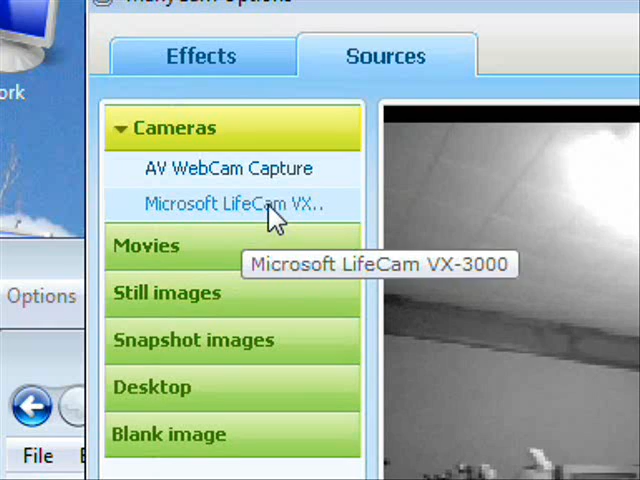 Effects
Sources
ork
Cameras
AV WebCam Capture
Microsoft LifeCam VX..
Movies
Microsoft LifeCam VX-3000
Options
Still images
Snapshot images
Desktop
Blank image
File